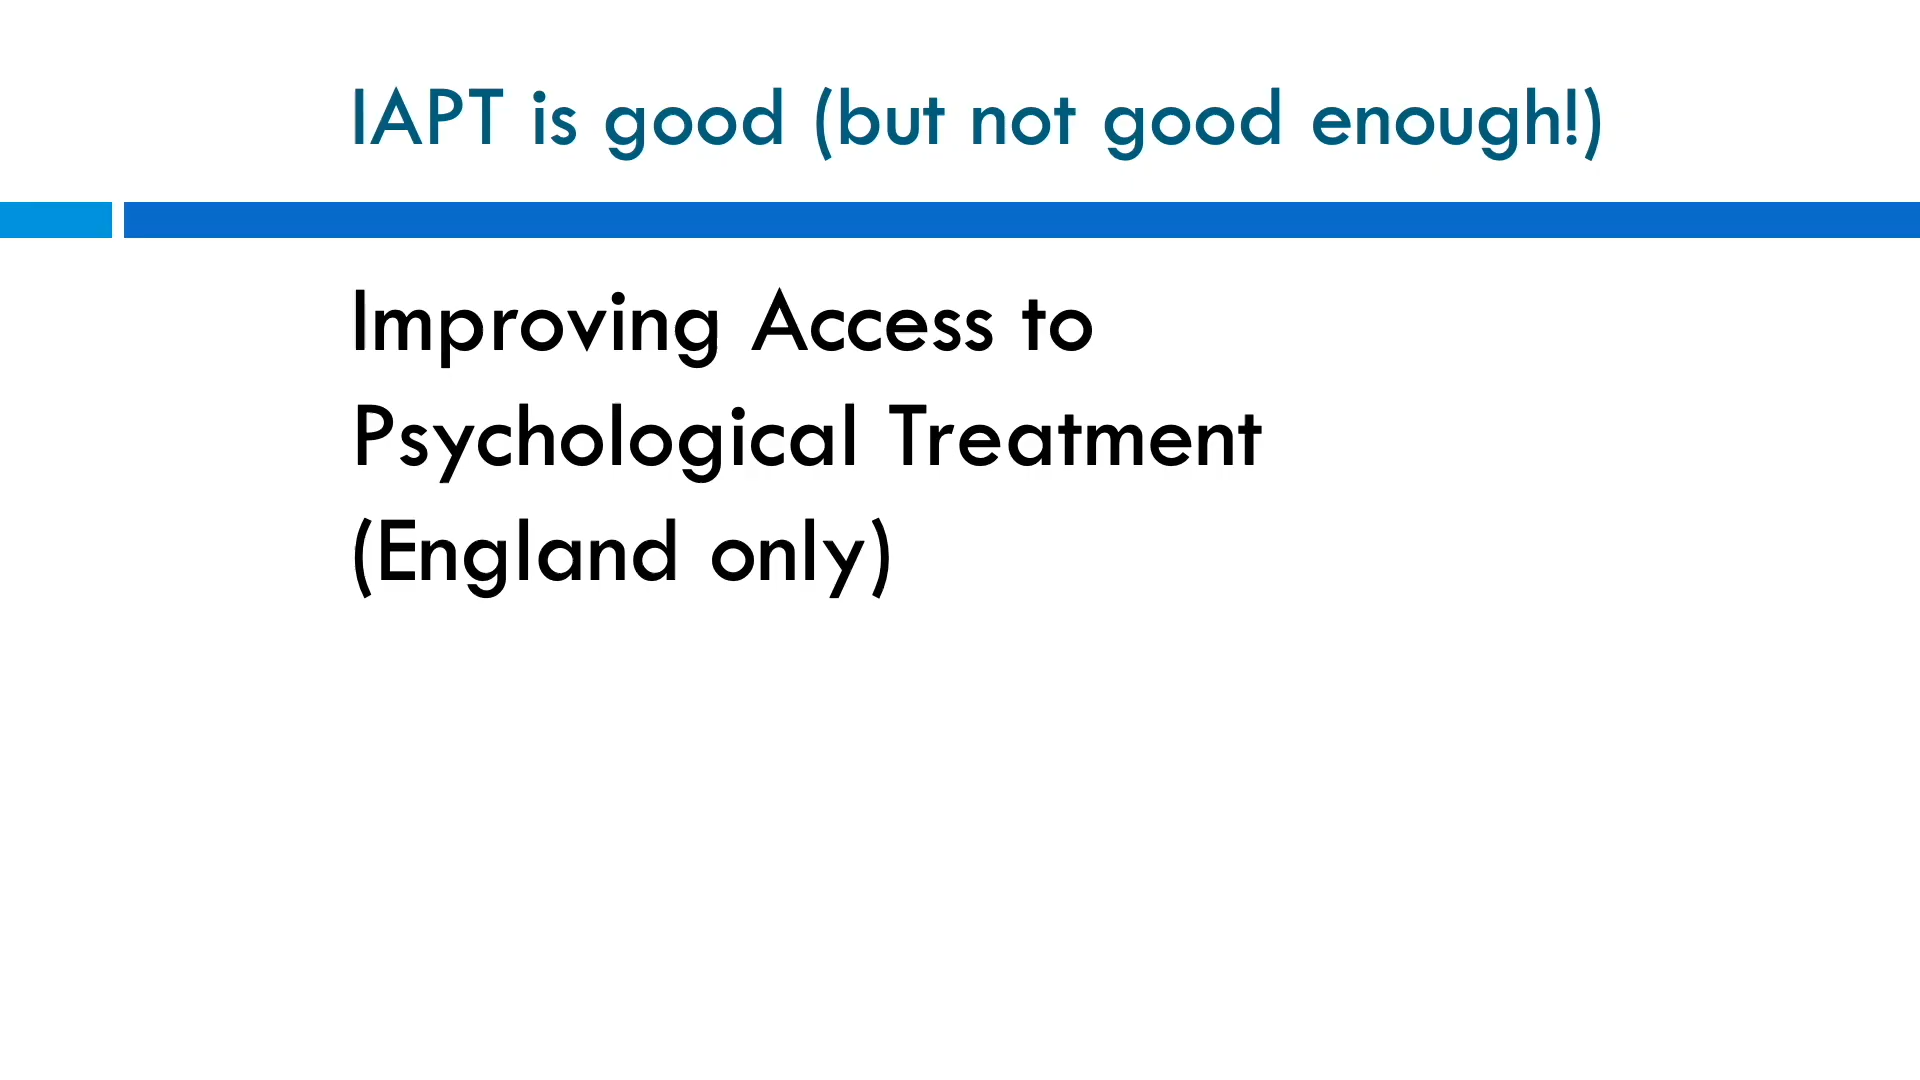 IAPT is good (but not good enough!)
Improving Access to
Psychological Treatment
(England only)